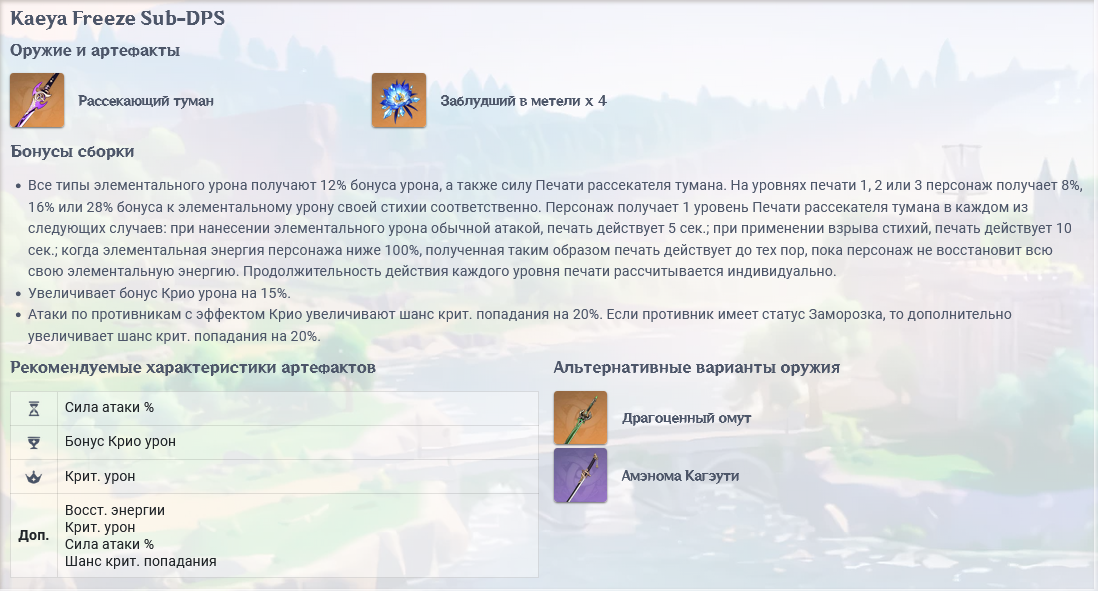 Kaeya Freeze Sub-DPS
Оружие и артефакты
Рассекающий туман
Заблудший в метели x 4
Бонусы сборки
Все типы элементального урона получают 12% бонуса урона, а также силу Печати рассекателя тумана. На уровнях печати 1, 2 или 3 персонаж получает 8%,
16% или 28% бонуса к элементальному урону своей стихии соответственно. Персонаж получает 1 уровень Печати рассекателя тумана в каждом из
следующих случаев: при нанесении элементального урона обычной атакой, печать действует 5 сек.; при применении взрыва стихий, печать действует 10
сек.; когда элементальная энергия персонажа ниже 100%, полученная таким образом печать действует до тех пор, пока персонаж не восстановит всю
свою элементальную энергию. Продолжительность действия каждого уровня печати рассчитывается индивидуально.
Увеличивает бонус Крио урона на 15%.
Атаки по противникам с эффектом Крио увеличивают шанс крит. попадания на 20%. Если противник имеет статус Заморозка, то дополнительно
увеличивает шанс крит. попадания на 20%.
Рекомендуемые характеристики артефактов
Сила атаки %
Бонус Крио урон
Крит. урон
Доп.
Восст. энергии
Крит. урон
Сила атаки %
Шанс крит. попадания
Альтернативные варианты оружия
Драгоценный омут
Амэнома Кагэути